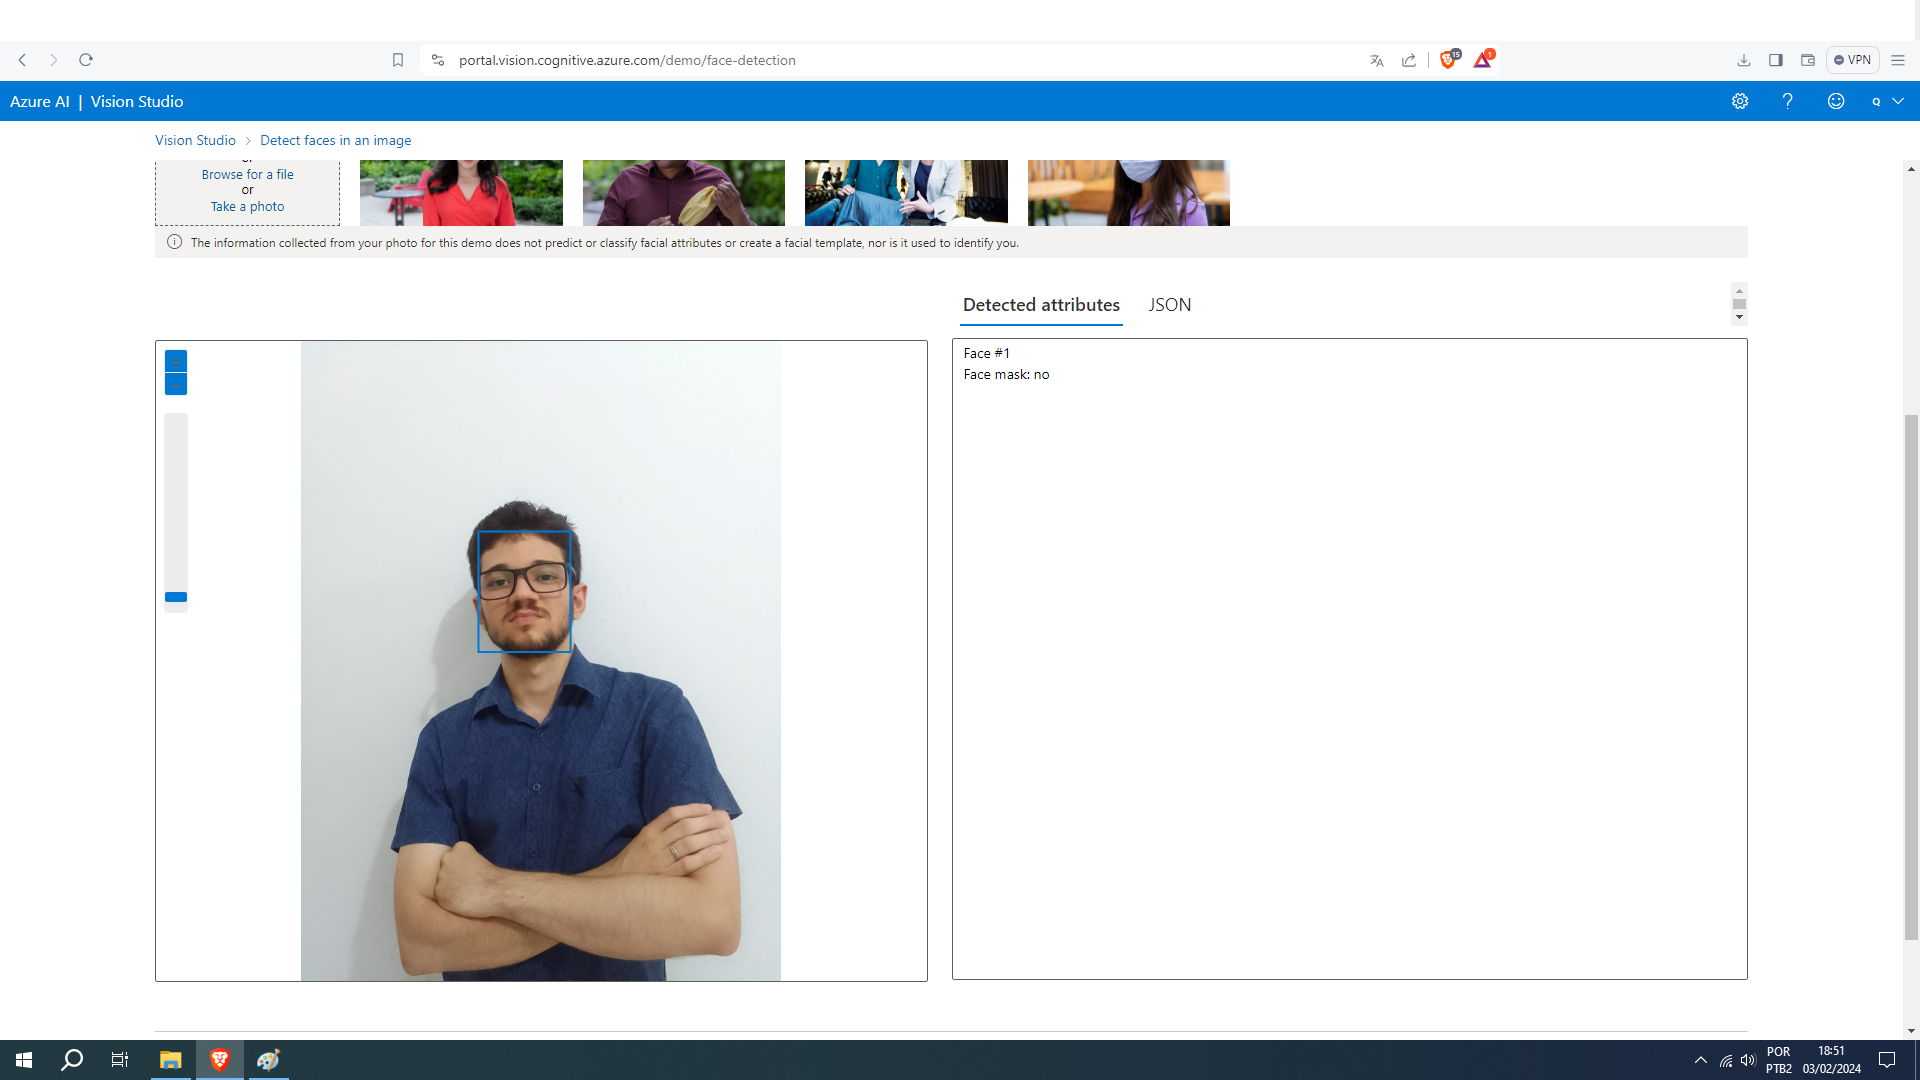 portal.vision.cognitive.azure.com/demo/face-detection
15
1
VPN
Azure AI | Vision Studio
Q
Vision Studio > Detect faces in an image
or
Browse for a file
or
Take a photo
The information collected from your photo for this demo does not predict or classify facial attributes or create a facial template, nor is it used to identify you.
Detected attributes JSON
Face #1
Face mask: no
POR
PTB2
18:51
03/02/2024